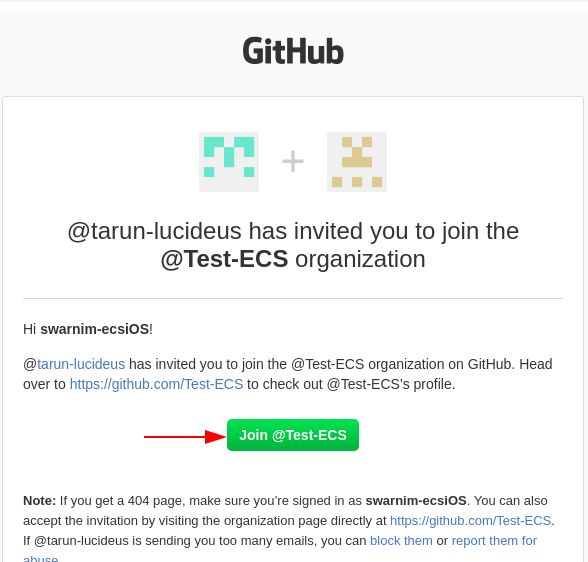 GitHub
@tarun-lucideus has invited you to join the
@Test-ECS organization
Hi swarnim-ecsiOS!
@tarun-lucideus has invited you to join the @Test-ECS organization on GitHub. Head
over to https://github.com/Test-ECS to check out @Test-ECS’s profile.
Join @Test-ECS
Note: If you get a 404 page, make sure you’re signed in as swarnim-ecsiOS. You can also
accept the invitation by visiting the organization page directly at https://github.com/Test-ECS.
If @tarun-lucideus is sending you too many emails, you can block them or report them for
abuse.